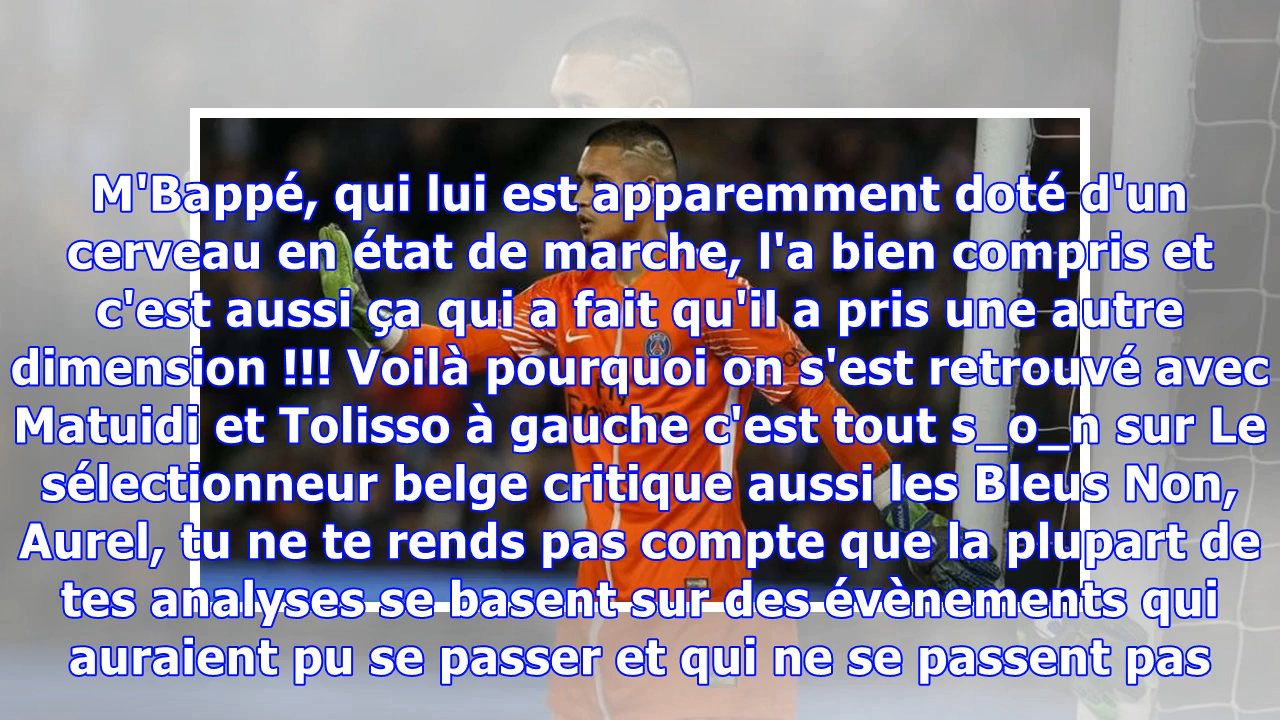 M'Bappé, qui lui est apparemment doté d'un
cerveau en état de marche, l'a bien compris et
c'est aussi ça qui a fait qu'il a pris une autre
dimension !!! Voilà pourquoi on s'est retrouvé avec
Matuidi et Tolisso à gauche c'est tout s_o_n sur Le
sélectionneur belge critique aussi les Bleus Non,
Aurel, tu ne te rends pas compte que la plupart de
tes analyses se basent sur des évènements qui
auraient pu se passer et qui ne se passent pas